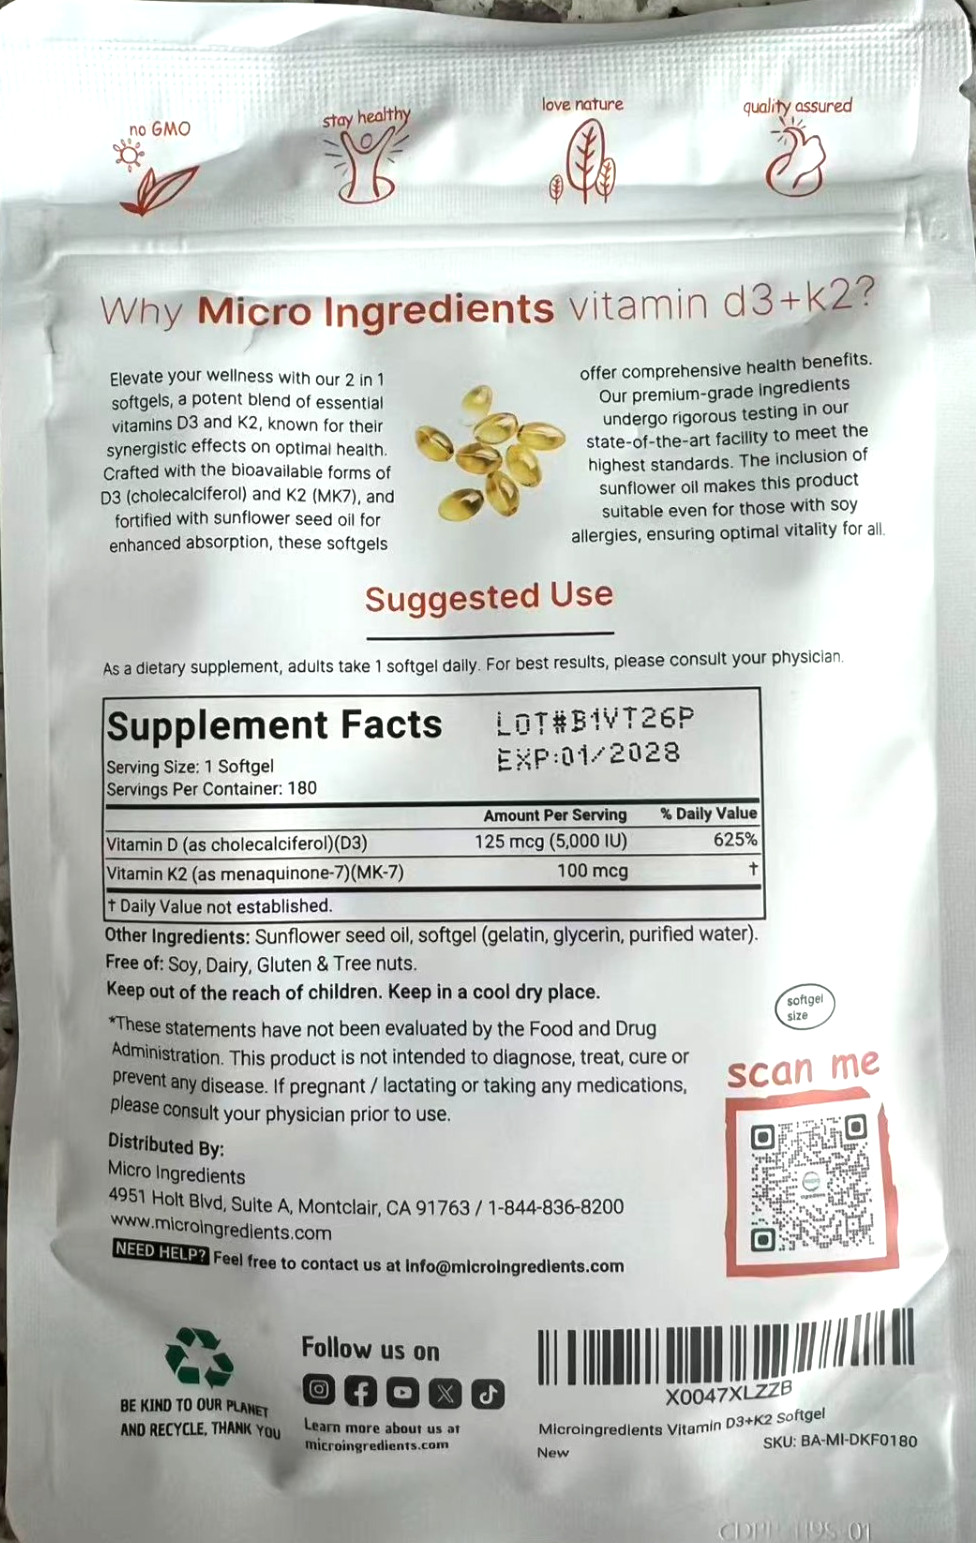 no GMO
stay healthy
love nature
quality assured
Why Micro Ingredients vitamin d3+k2?
Elevate your wellness with our 2 in 1
softgels, a potent blend of essential
vitamins D3 and K2, known for their
synergistic effects on optimal health.
Crafted with the bioavailable forms of
D3 (cholecalciferol) and K2 (MK7), and
fortified with sunflower seed oil for
enhanced absorption, these softgels
offer comprehensive health benefits.
Our premium-grade ingredients
undergo rigorous testing in our
state-of-the-art facility to meet the
highest standards. The inclusion of
sunflower oil makes this product
suitable even for those with soy
allergies, ensuring optimal vitality for all.
Suggested Use
As a dietary supplement, adults take 1 softgel daily. For best results, please consult your physician.
Supplement Facts
LOT#B1VT26P
EXP:01/2028
Serving Size: 1 Softgel
Servings Per Container: 180
Amount Per Serving % Daily Value
Vitamin D (as cholecalciferol)(D3) 125 mcg (5,000 IU) 625%
Vitamin K2 (as menaquinone-7)(MK-7) 100 mcg †
† Daily Value not established.
Other Ingredients: Sunflower seed oil, softgel (gelatin, glycerin, purified water).
Free of: Soy, Dairy, Gluten & Tree nuts.
Keep out of the reach of children. Keep in a cool dry place.
*These statements have not been evaluated by the Food and Drug
Administration. This product is not intended to diagnose, treat, cure or
prevent any disease. If pregnant / lactating or taking any medications,
please consult your physician prior to use.
softgel
size
scan me
Distributed By:
Micro Ingredients
4951 Holt Blvd, Suite A, Montclair, CA 91763 / 1-844-836-8200
www.microingredients.com
NEED HELP? Feel free to contact us at info@microingredients.com
BE KIND TO OUR PLANET
AND RECYCLE, THANK YOU
Follow us on
Learn more about us at
microingredients.com
X0047XLZZB
Microingredients Vitamin D3+K2 Softgel
New
SKU: BA-MI-DKF0180